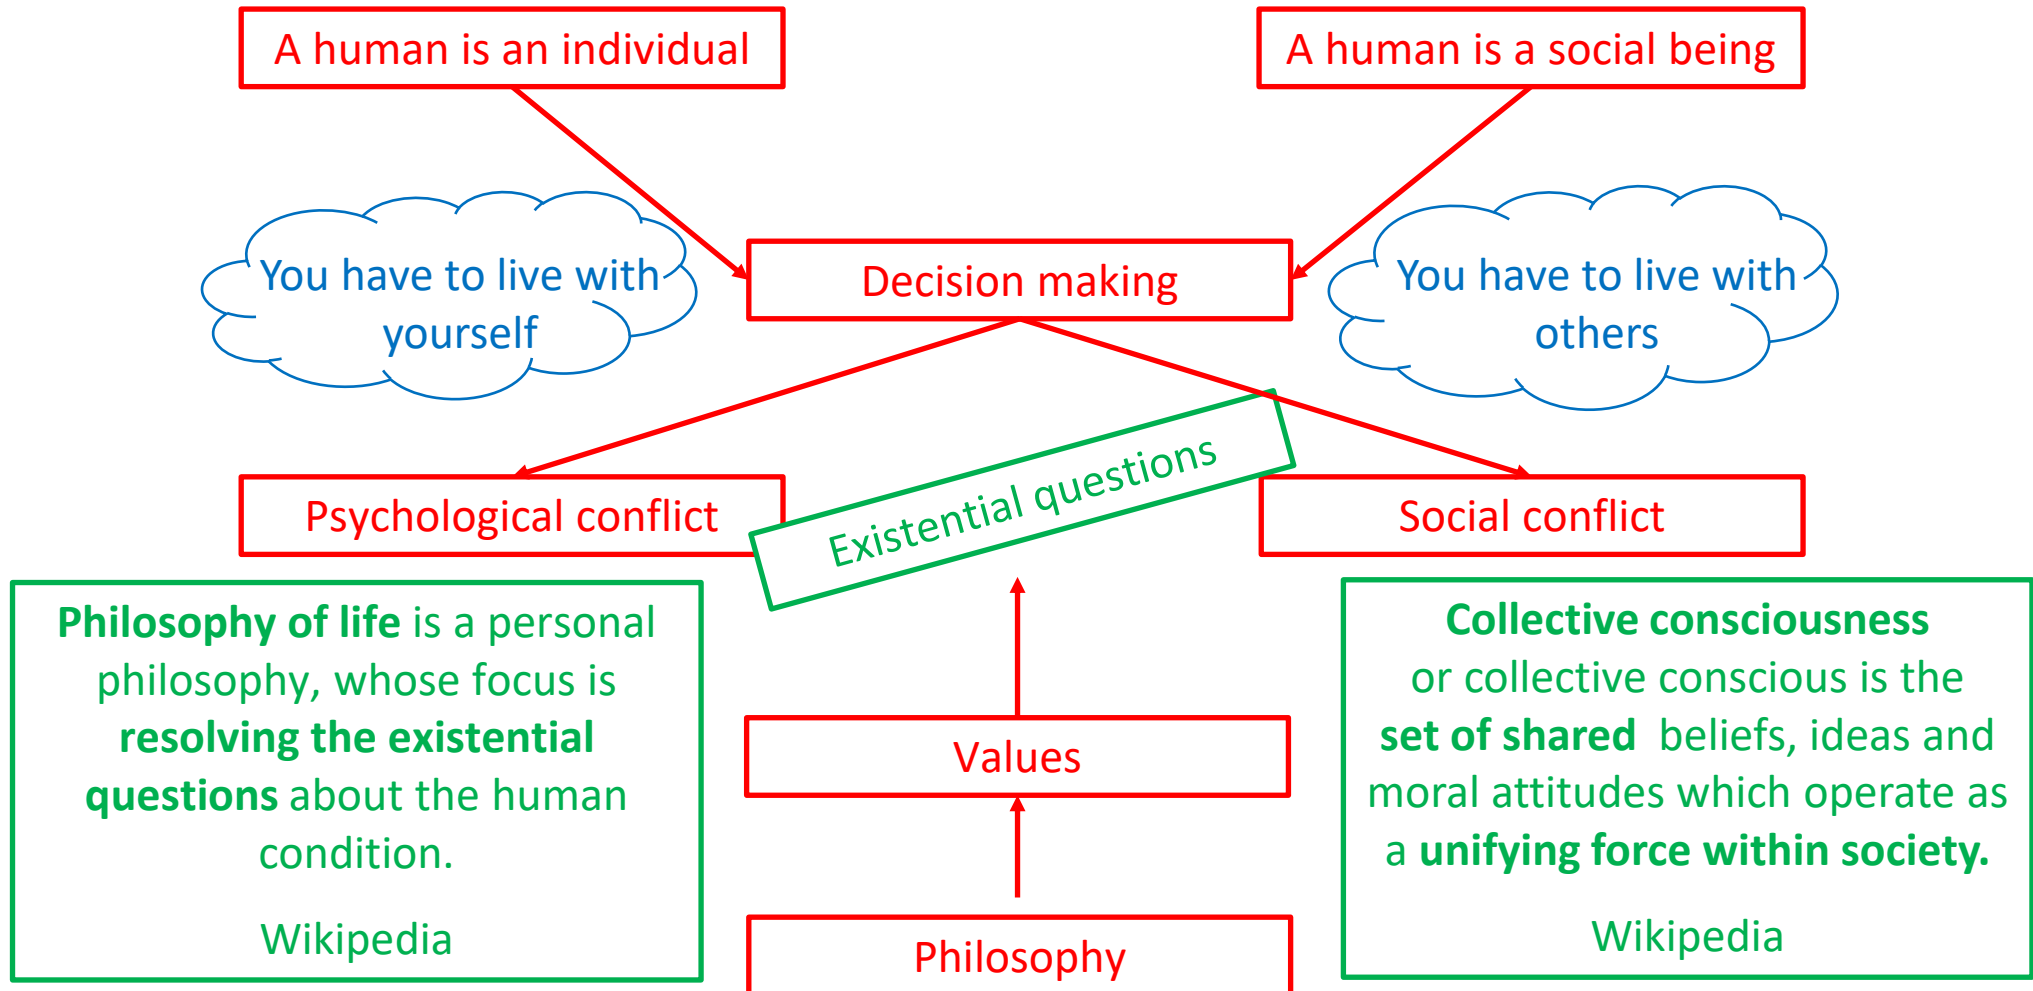 A human is an individual
A human is a social being
You have to live with
yourself
Decision making
You have to live with
others
Existential questions
Psychological conflict
Social conflict
Philosophy of life is a personal
philosophy, whose focus is
resolving the existential
questions about the human
condition.
Wikipedia
Values
Philosophy
Collective consciousness
or collective conscious is the
set of shared beliefs, ideas and
moral attitudes which operate as
a unifying force within society.
Wikipedia